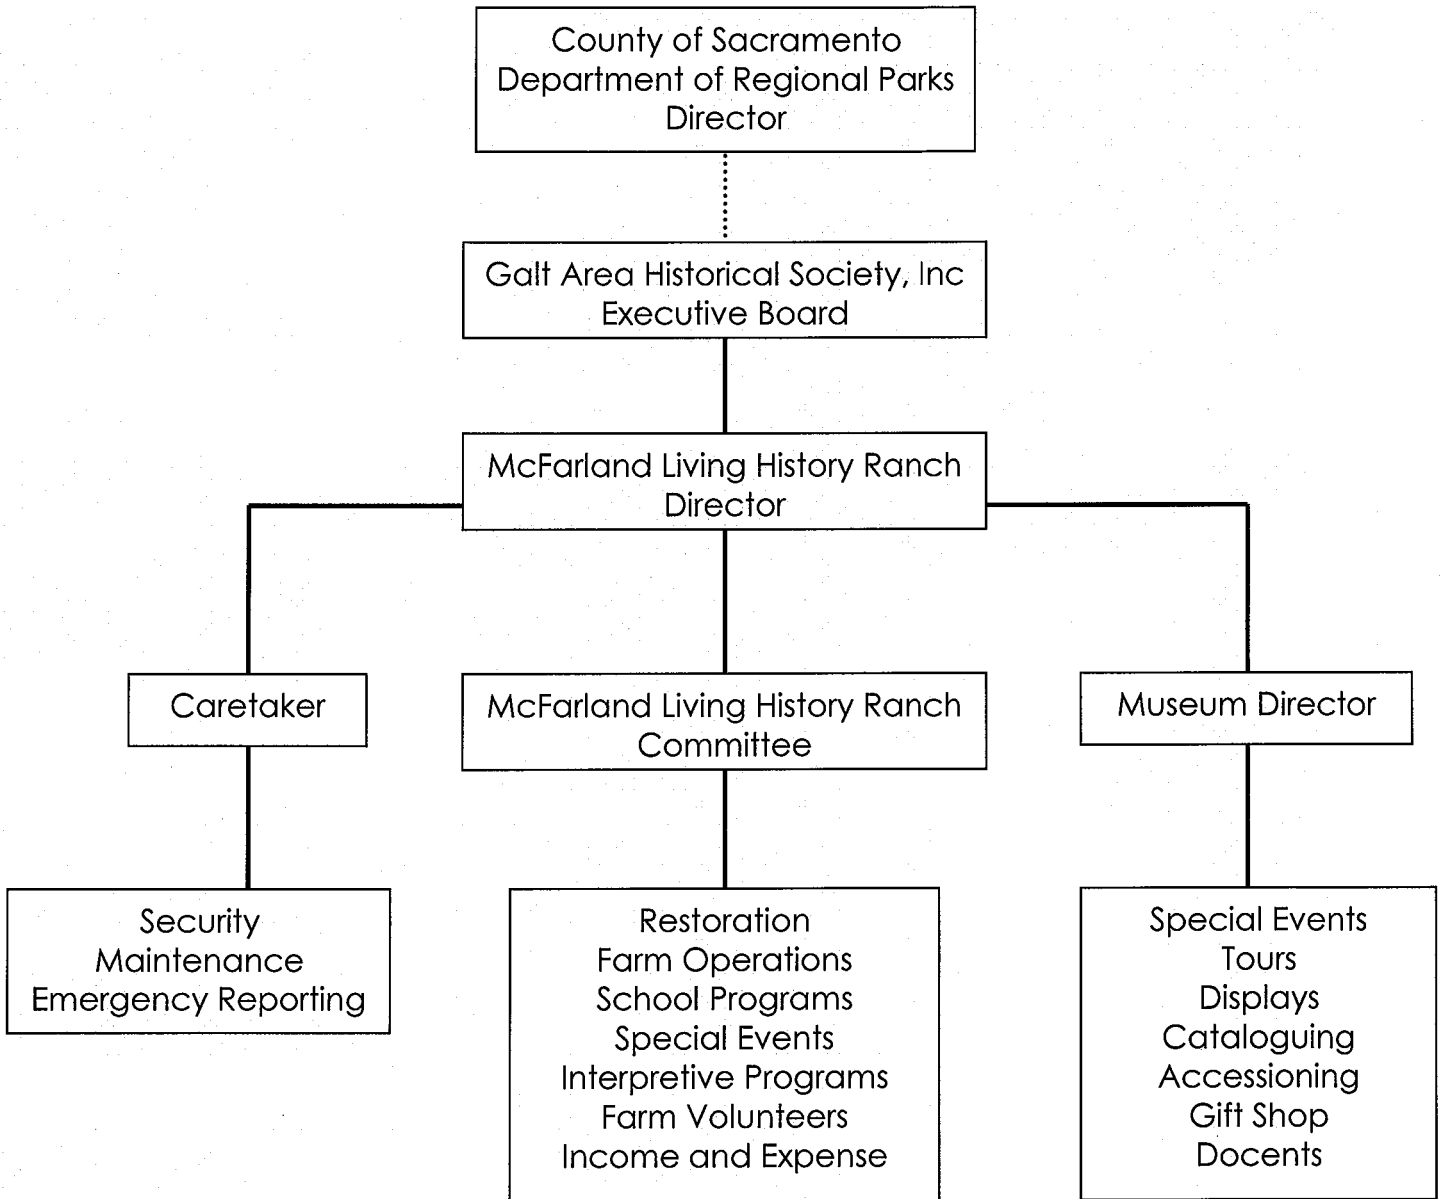 County of Sacramento
Department of Regional Parks
Director
Galt Area Historical Society, Inc
Executive Board
McFarland Living History Ranch
Director
Caretaker
McFarland Living History Ranch
Committee
Museum Director
Security
Maintenance
Emergency Reporting
Restoration
Farm Operations
School Programs
Special Events
Interpretive Programs
Farm Volunteers
Income and Expense
Special Events
Tours
Displays
Cataloguing
Accessioning
Gift Shop
Docents